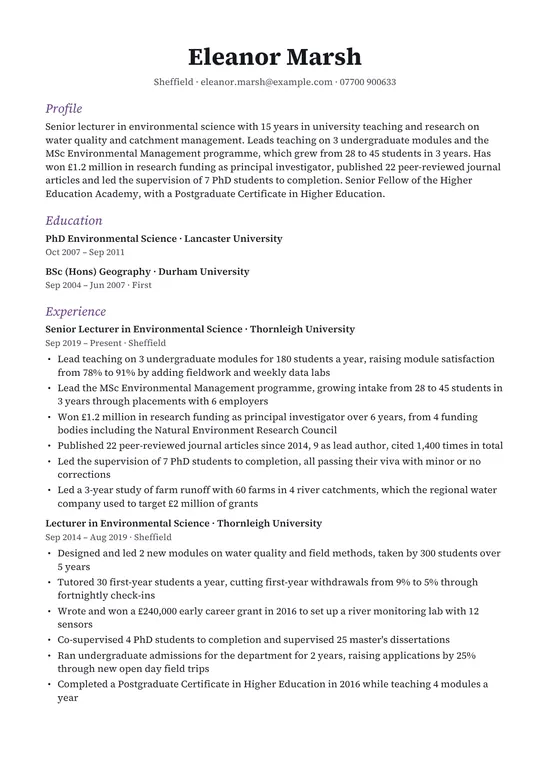 Eleanor Marsh
Sheffield · eleanor.marsh@example.com · 07700 900633
Profile
Senior lecturer in environmental science with 15 years in university teaching and research on
water quality and catchment management. Leads teaching on 3 undergraduate modules and the
MSc Environmental Management programme, which grew from 28 to 45 students in 3 years. Has
won £1.2 million in research funding as principal investigator, published 22 peer-reviewed journal
articles and led the supervision of 7 PhD students to completion. Senior Fellow of the Higher
Education Academy, with a Postgraduate Certificate in Higher Education.
Education
PhD Environmental Science · Lancaster University
Oct 2007 – Sep 2011
BSc (Hons) Geography · Durham University
Sep 2004 – Jun 2007 · First
Experience
Senior Lecturer in Environmental Science · Thornleigh University
Sep 2019 – Present · Sheffield
• Lead teaching on 3 undergraduate modules for 180 students a year, raising module satisfaction
from 78% to 91% by adding fieldwork and weekly data labs
• Lead the MSc Environmental Management programme, growing intake from 28 to 45 students in
3 years through placements with 6 employers
• Won £1.2 million in research funding as principal investigator over 6 years, from 4 funding
bodies including the Natural Environment Research Council
• Published 22 peer-reviewed journal articles since 2014, 9 as lead author, cited 1,400 times in total
• Led the supervision of 7 PhD students to completion, all passing their viva with minor or no
corrections
• Led a 3-year study of farm runoff with 60 farms in 4 river catchments, which the regional water
company used to target £2 million of grants
Lecturer in Environmental Science · Thornleigh University
Sep 2014 – Aug 2019 · Sheffield
• Designed and led 2 new modules on water quality and field methods, taken by 300 students over
5 years
• Tutored 30 first-year students a year, cutting first-year withdrawals from 9% to 5% through
fortnightly check-ins
• Wrote and won a £240,000 early career grant in 2016 to set up a river monitoring lab with 12
sensors
• Co-supervised 4 PhD students to completion and supervised 25 master's dissertations
• Ran undergraduate admissions for the department for 2 years, raising applications by 25%
through new open day field trips
• Completed a Postgraduate Certificate in Higher Education in 2016 while teaching 4 modules a
year